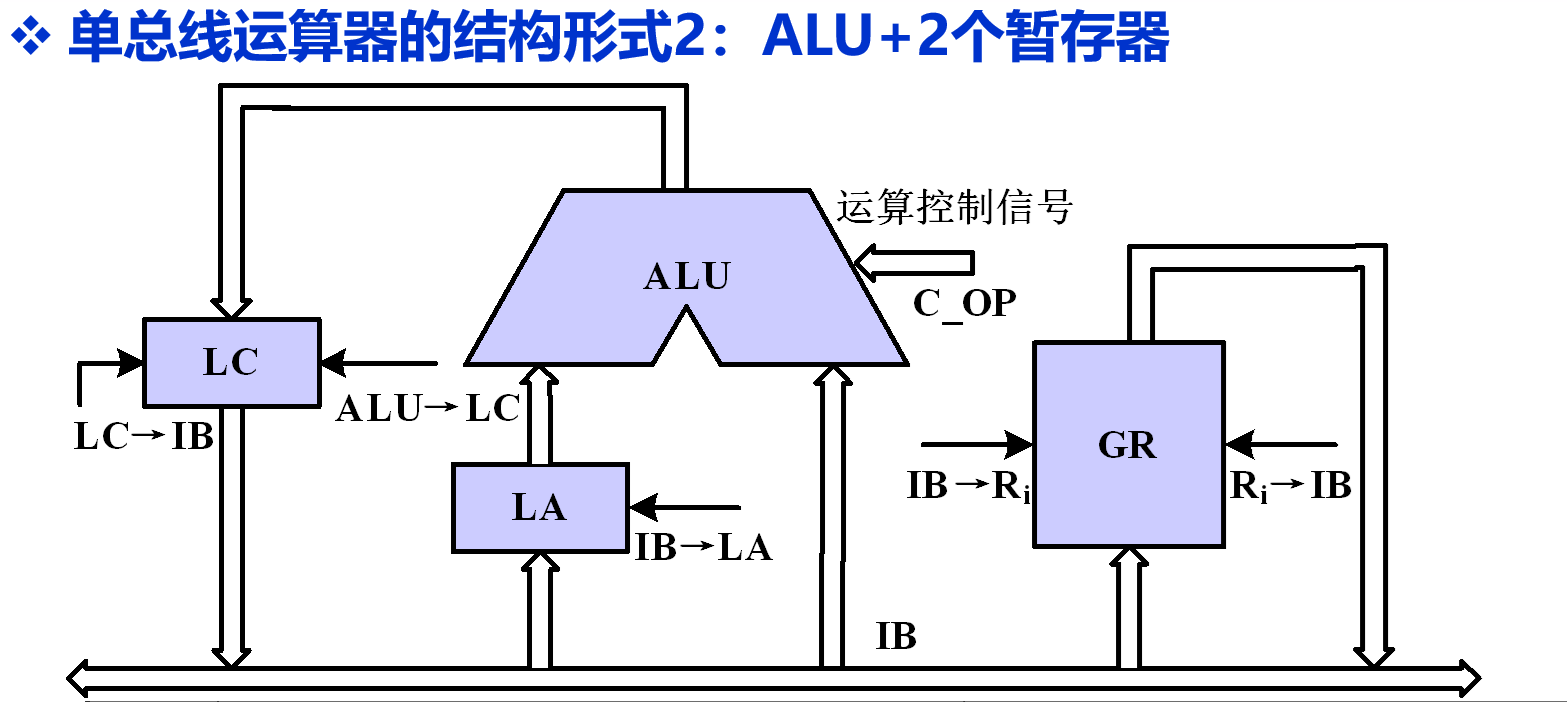 ❖ 单总线运算器的结构形式2：ALU+2个暂存器
运算控制信号
ALU
C_OP
LC
ALU→LC
LC→IB
GR
IB→Rᵢ
Rᵢ→IB
LA
IB→LA
IB